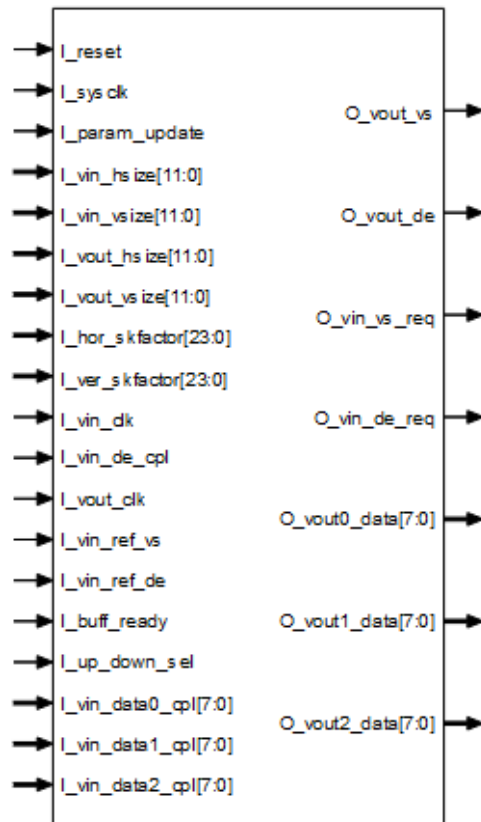 I_reset
I_sysclk
I_param_update
I_vin_hsize[11:0]
I_vin_vsize[11:0]
I_vout_hsize[11:0]
I_vout_vsize[11:0]
I_hor_skfactor[23:0]
I_ver_skfactor[23:0]
I_vin_clk
I_vin_de_cpl
I_vout_clk
I_vin_ref_vs
I_vin_ref_de
I_buff_ready
I_up_down_sel
I_vin_data0_cpl[7:0]
I_vin_data1_cpl[7:0]
I_vin_data2_cpl[7:0]
O_vout_vs
O_vout_de
O_vin_vs_req
O_vin_de_req
O_vout0_data[7:0]
O_vout1_data[7:0]
O_vout2_data[7:0]